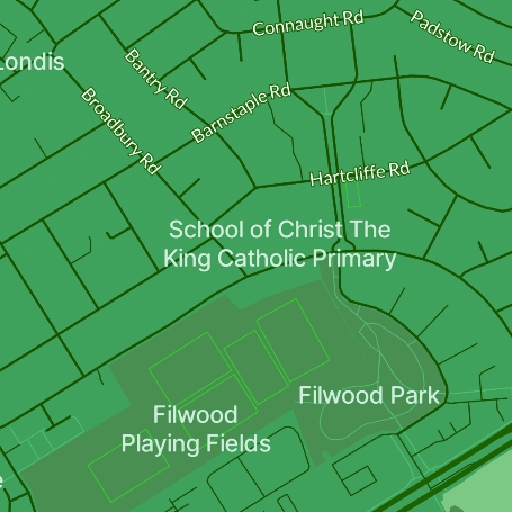 Connaught Rd
Padstow Rd
Londis
Bantry Rd
Broadbury Rd
Barnstaple Rd
Hartcliffe Rd
School of Christ The
King Catholic Primary
Filwood Park
Filwood
Playing Fields